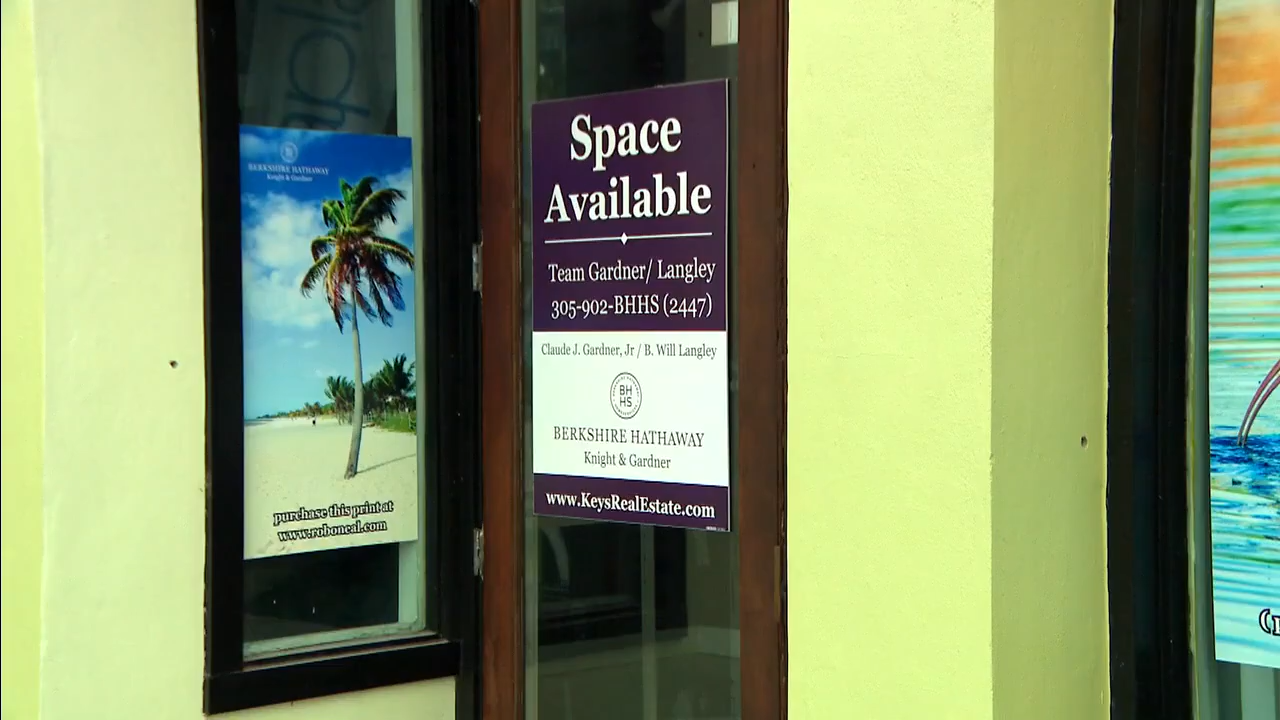 BERKSHIRE HATHAWAY
Knight & Gardner
purchase this print at
www.roboneal.com
Space
Available
Team Gardner/ Langley
305-902-BHHS (2447)
Claude J. Gardner, Jr / B. Will Langley
BH
HS
BERKSHIRE HATHAWAY
Knight & Gardner
www.KeysRealEstate.com